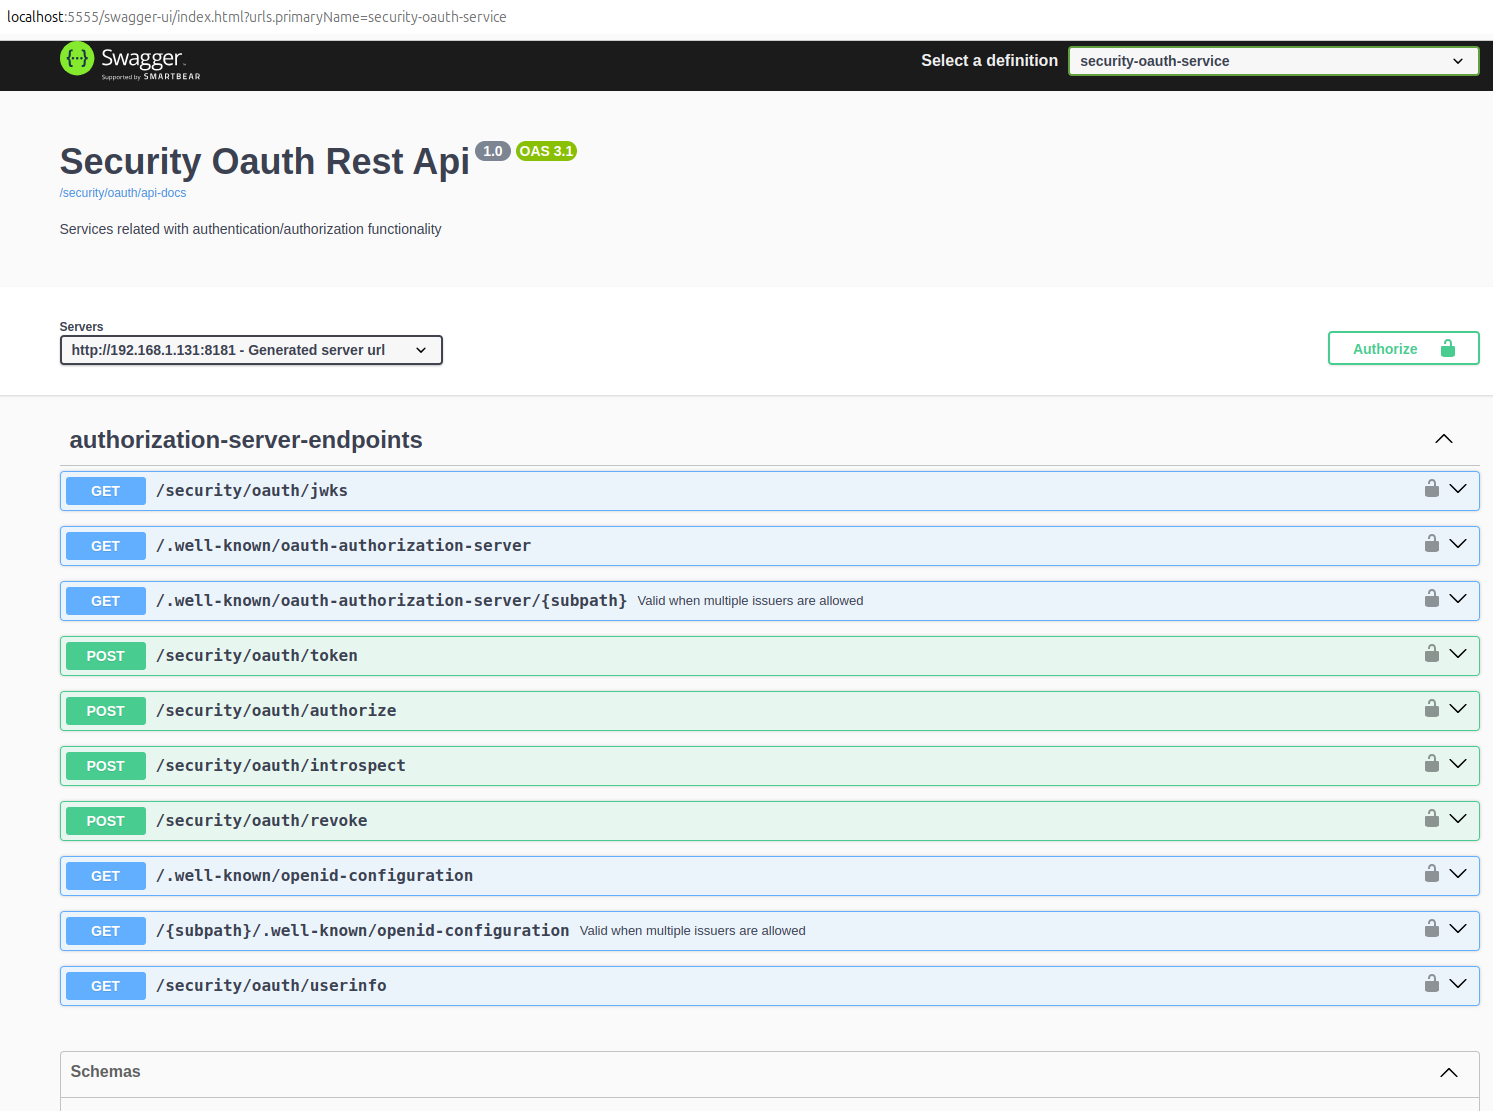 localhost:5555/swagger-ui/index.html?urls.primaryName=security-oauth-service
{···} Swagger
Supported by SMARTBEAR
Select a definition
security-oauth-service
Security Oauth Rest Api 1.0 OAS 3.1
/security/oauth/api-docs
Services related with authentication/authorization functionality
Servers
http://192.168.1.131:8181 - Generated server url
Authorize
authorization-server-endpoints
GET /security/oauth/jwks
GET /.well-known/oauth-authorization-server
GET /.well-known/oauth-authorization-server/{subpath} Valid when multiple issuers are allowed
POST /security/oauth/token
POST /security/oauth/authorize
POST /security/oauth/introspect
POST /security/oauth/revoke
GET /.well-known/openid-configuration
GET /{subpath}/.well-known/openid-configuration Valid when multiple issuers are allowed
GET /security/oauth/userinfo
Schemas